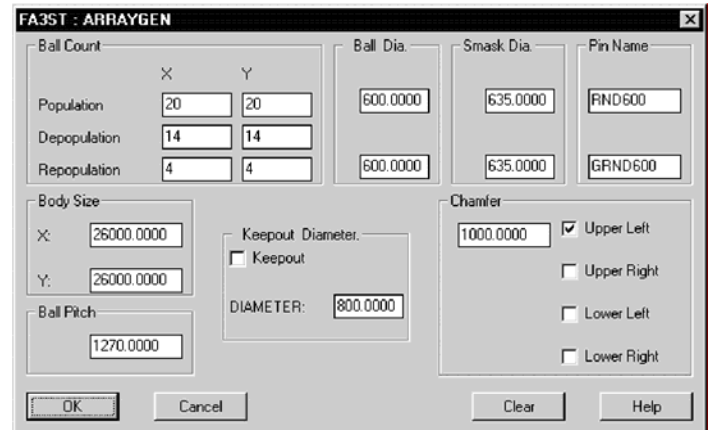 FA3ST : ARRAYGEN
Ball Count
X Y
Population 20 20
Depopulation 14 14
Repopulation 4 4
Ball Dia.
600.0000
600.0000
Smask Dia.
635.0000
635.0000
Pin Name
RND600
GRND600
Body Size
X: 26000.0000
Y: 26000.0000
Ball Pitch
1270.0000
Keepout Diameter.
Keepout
DIAMETER: 800.0000
Chamfer
1000.0000 Upper Left
Upper Right
Lower Left
Lower Right
OK Cancel Clear Help